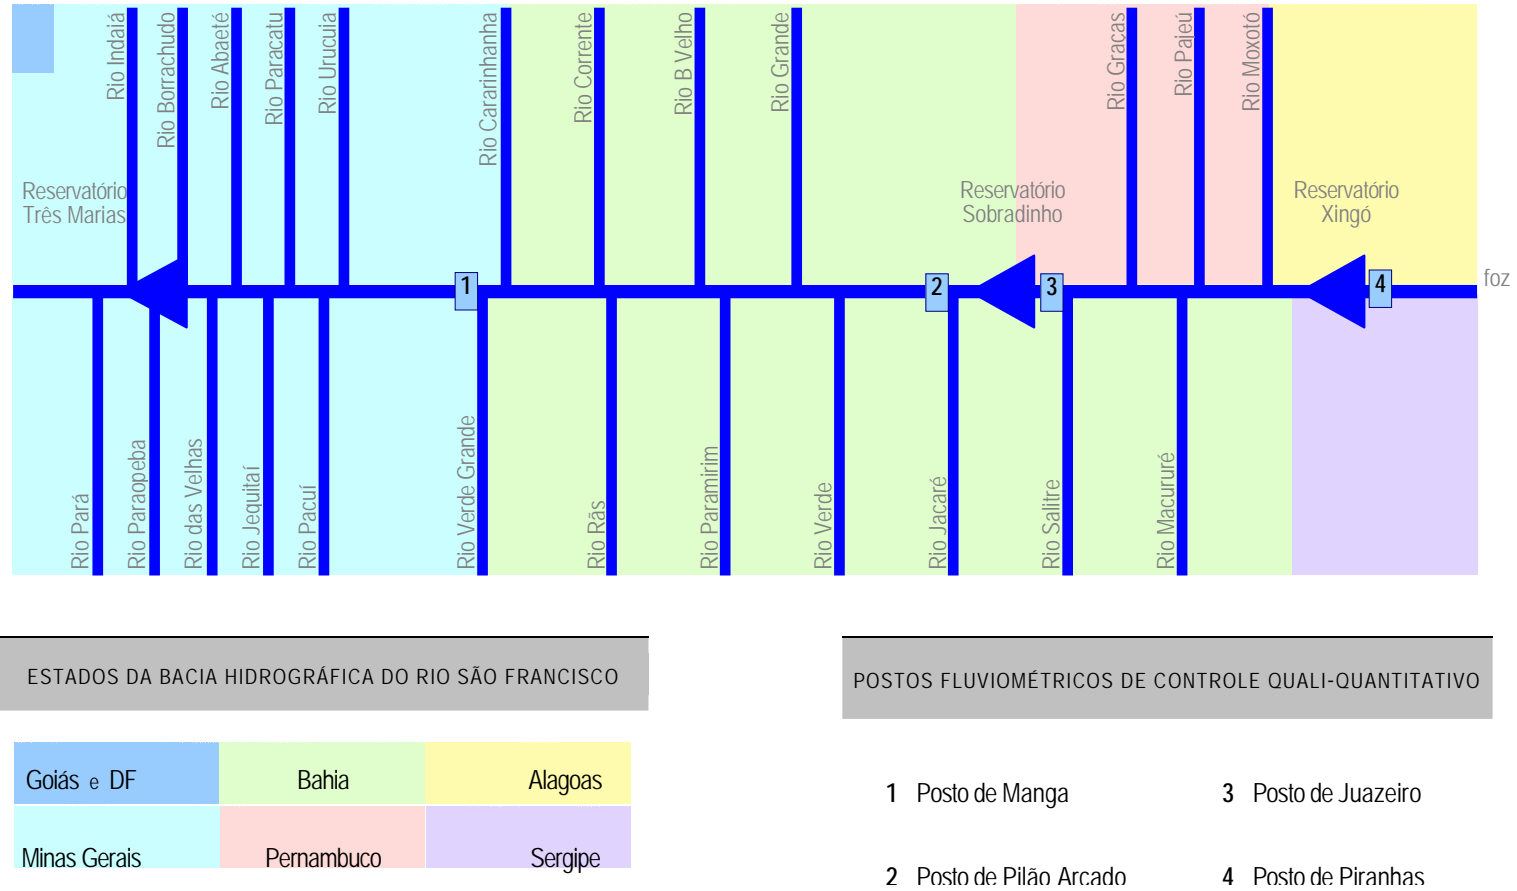 Rio Indaiá
Rio Borrachudo
Rio Abaeté
Rio Paracatu
Rio Urucuia
Rio Cararinhanha
Rio Corrente
Rio B Velho
Rio Grande
Rio Graças
Rio Pajeú
Rio Moxotó
Reservatório
Três Marias
Reservatório
Sobradinho
Reservatório
Xingó
1
2
3
4
foz
Rio Pará
Rio Paraopeba
Rio das Velhas
Rio Jequitaí
Rio Pacuí
Rio Verde Grande
Rio Rãs
Rio Paramirim
Rio Verde
Rio Jacaré
Rio Salitre
Rio Macururé
ESTADOS DA BACIA HIDROGRÁFICA DO RIO SÃO FRANCISCO
Goiás e DF
Bahia
Alagoas
Minas Gerais
Pernambuco
Sergipe
POSTOS FLUVIOMÉTRICOS DE CONTROLE QUALI-QUANTITATIVO
1 Posto de Manga
3 Posto de Juazeiro
2 Posto de Pilão Arcado
4 Posto de Piranhas